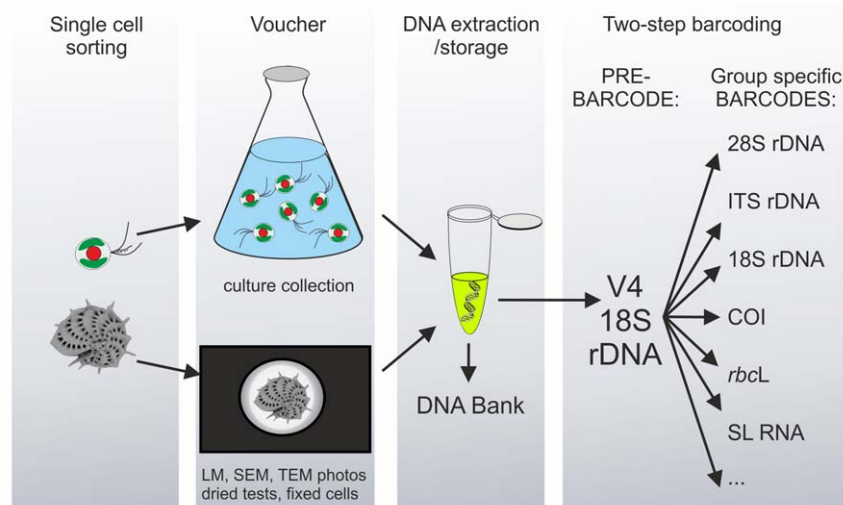 Single cell
sorting
Voucher
culture collection
LM, SEM, TEM photos
dried tests, fixed cells
DNA extraction
/storage
DNA Bank
Two-step barcoding
PRE-
BARCODE:
V4
18S
rDNA
Group specific
BARCODES:
28S rDNA
ITS rDNA
18S rDNA
COI
rbcL
SL RNA
...